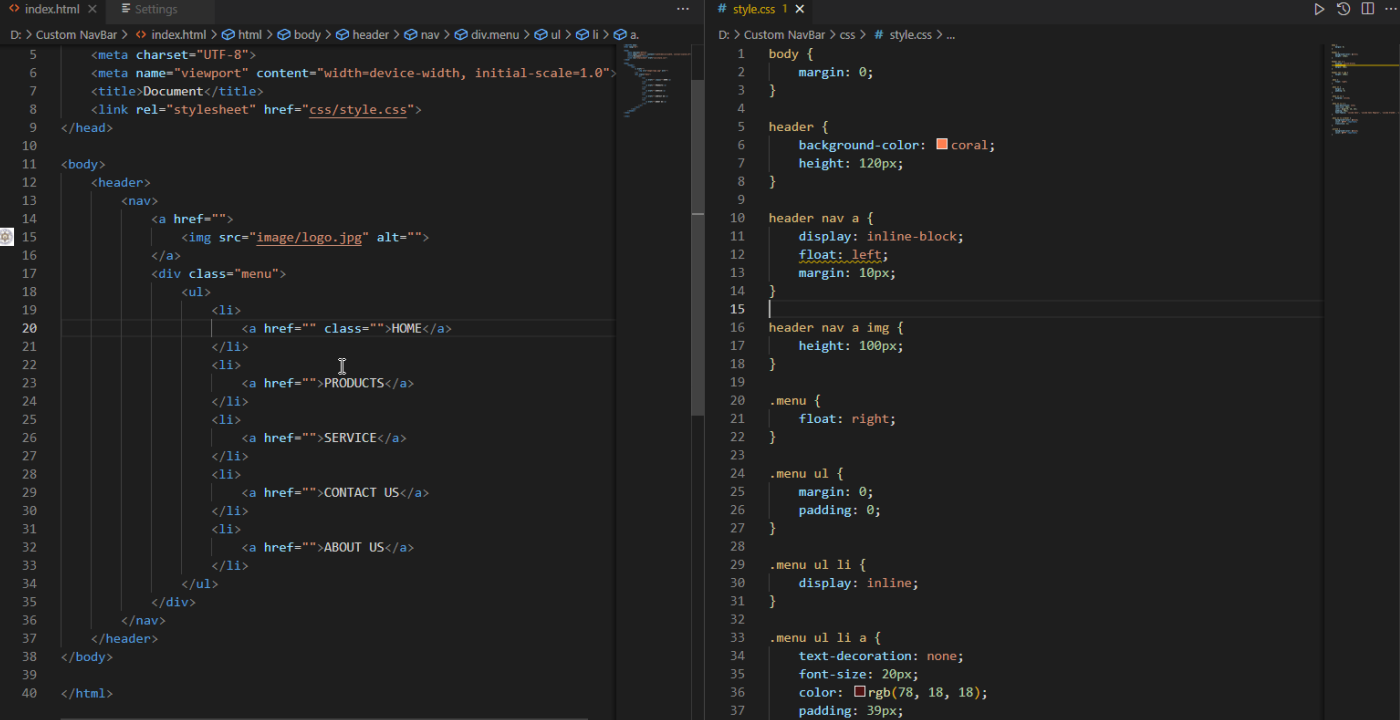 index.html
Settings
D: > Custom NavBar > index.html > html > body > header > nav > div.menu > ul > li > a.
5 <meta charset="UTF-8">
6 <meta name="viewport" content="width=device-width, initial-scale=1.0">
7 <title>Document</title>
8 <link rel="stylesheet" href="css/style.css">
9 </head>
10
11 <body>
12 <header>
13 <nav>
14 <a href="">
15 <img src="image/logo.jpg" alt="">
16 </a>
17 <div class="menu">
18 <ul>
19 <li>
20 <a href="" class="">HOME</a>
21 </li>
22 <li>
23 <a href="">PRODUCTS</a>
24 </li>
25 <li>
26 <a href="">SERVICE</a>
27 </li>
28 <li>
29 <a href="">CONTACT US</a>
30 </li>
31 <li>
32 <a href="">ABOUT US</a>
33 </li>
34 </ul>
35 </div>
36 </nav>
37 </header>
38 </body>
39
40 </html>
style.css 1
D: > Custom NavBar > css > style.css > ...
1 body {
2 margin: 0;
3 }
4
5 header {
6 background-color: coral;
7 height: 120px;
8 }
9
10 header nav a {
11 display: inline-block;
12 float: left;
13 margin: 10px;
14 }
15
16 header nav a img {
17 height: 100px;
18 }
19
20 .menu {
21 float: right;
22 }
23
24 .menu ul {
25 margin: 0;
26 padding: 0;
27 }
28
29 .menu ul li {
30 display: inline;
31 }
32
33 .menu ul li a {
34 text-decoration: none;
35 font-size: 20px;
36 color: rgb(78, 18, 18);
37 padding: 39px;